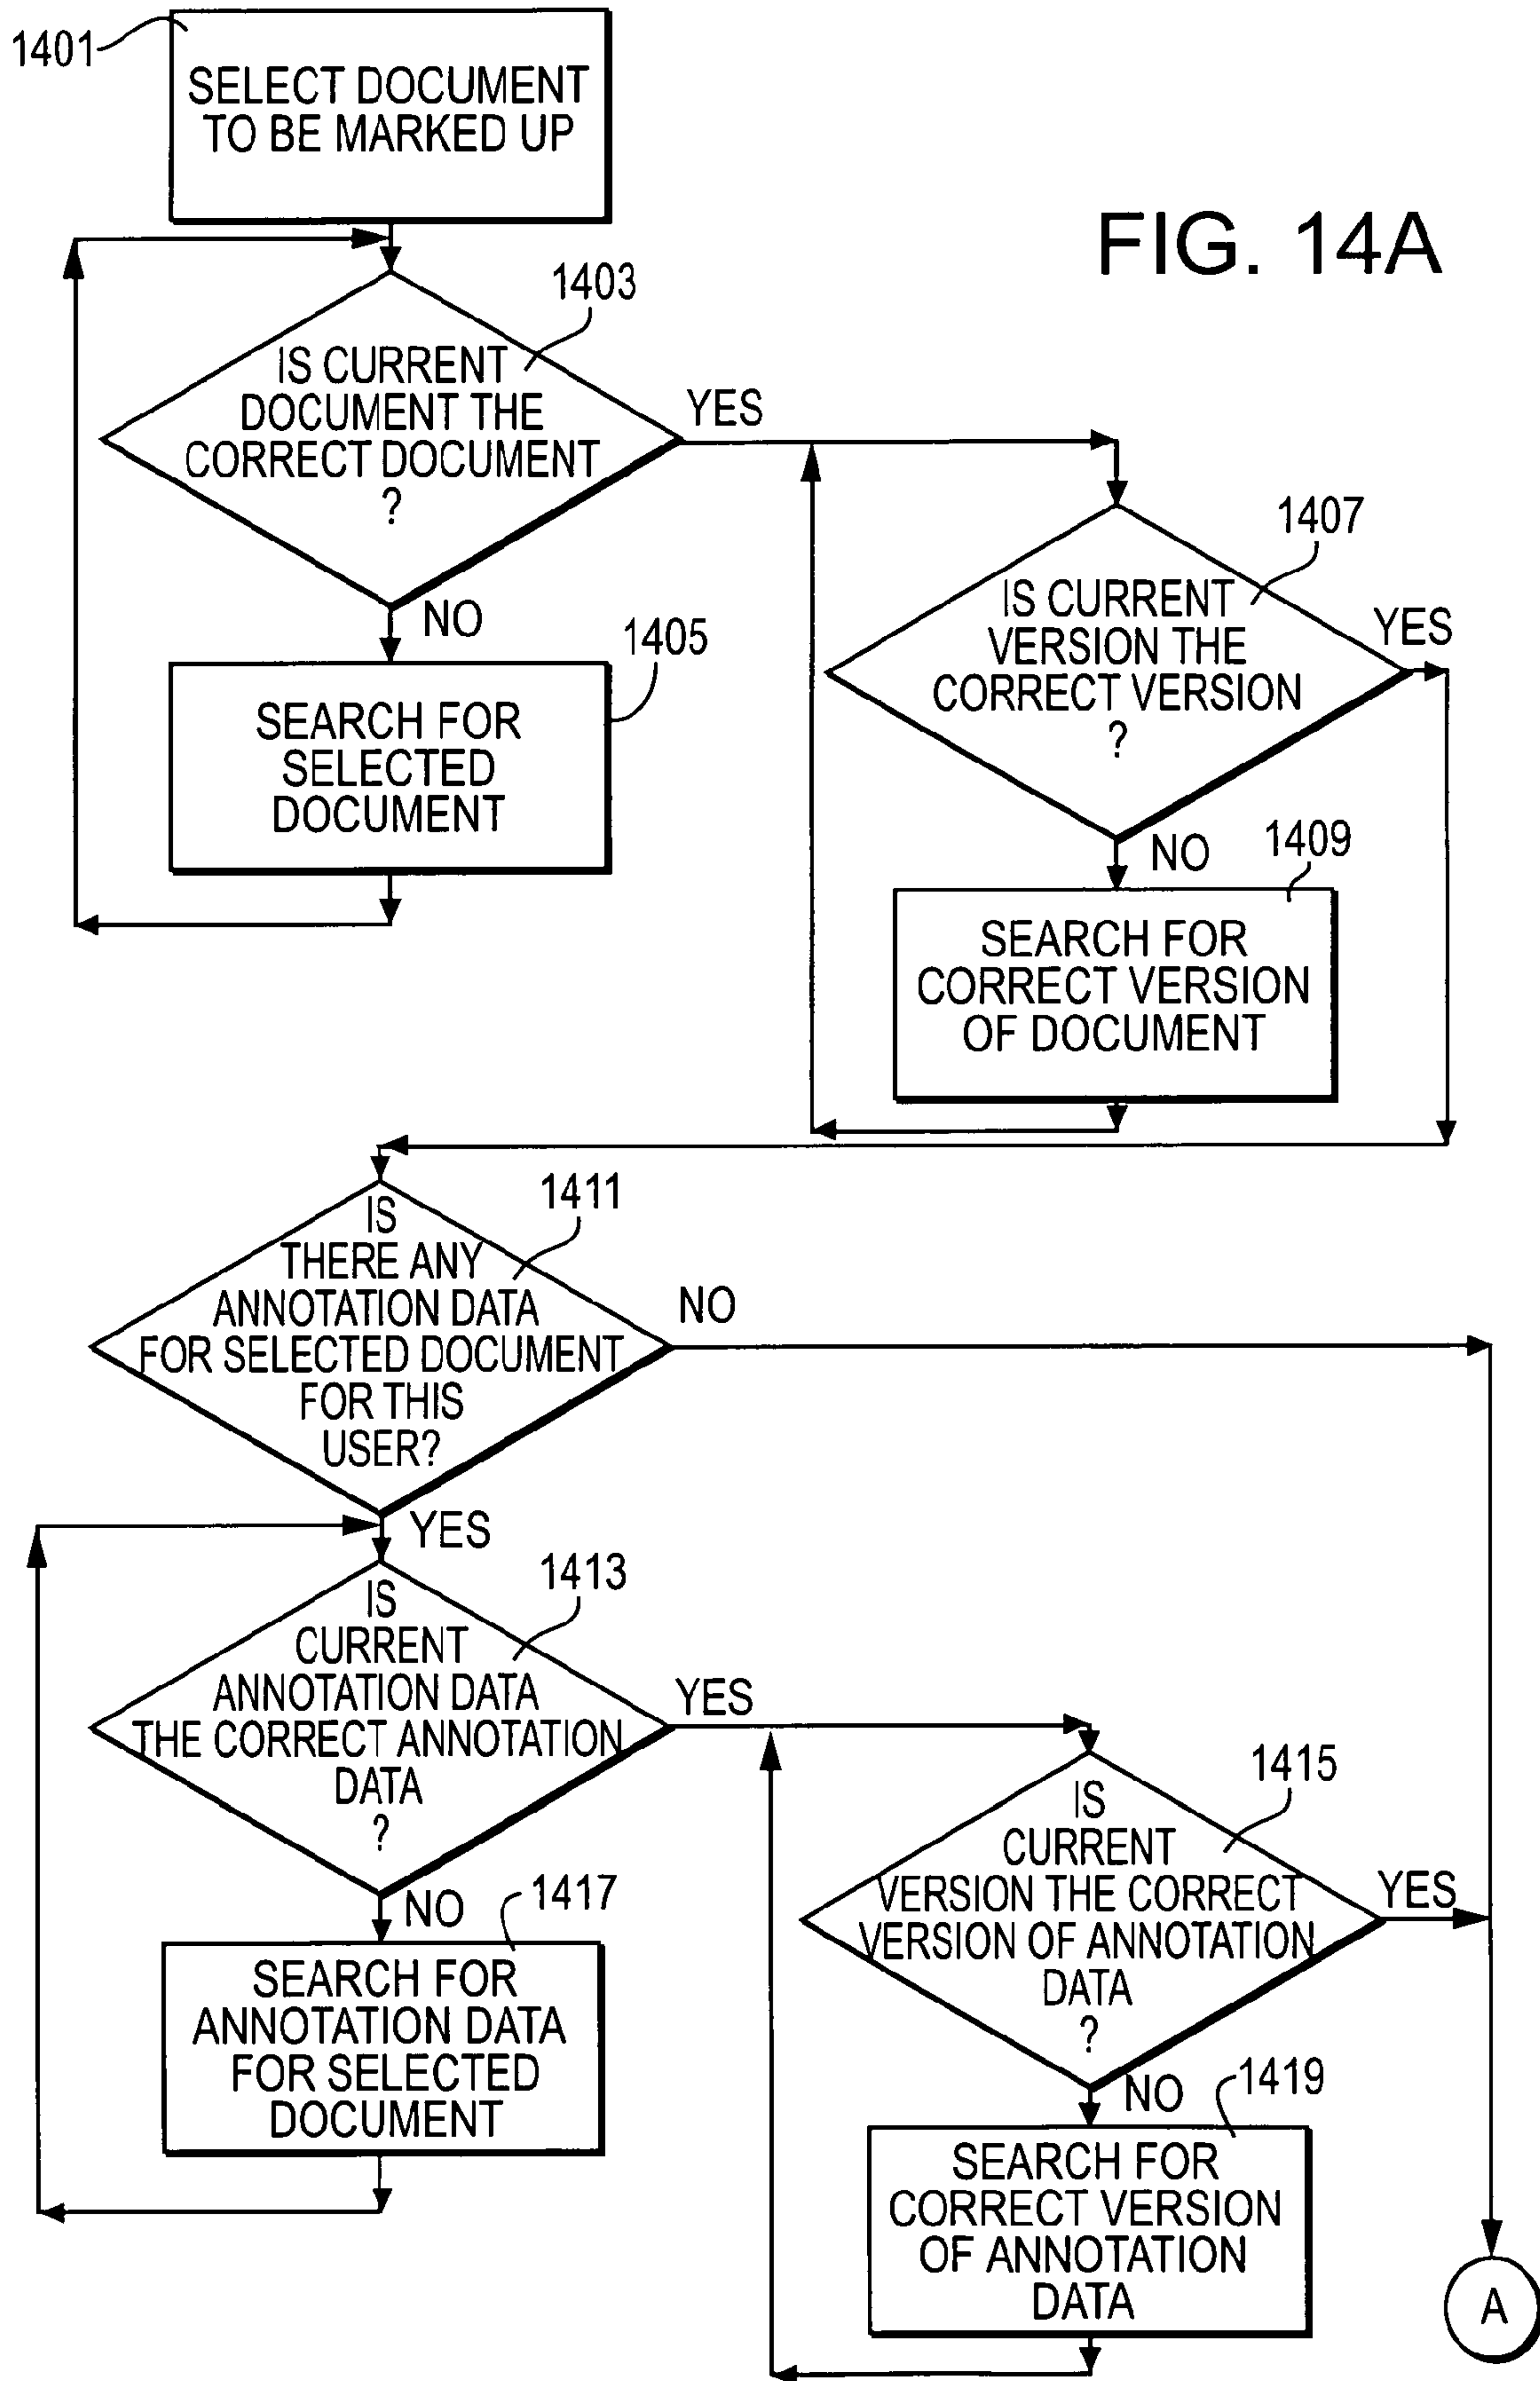 1401
SELECT DOCUMENT
TO BE MARKED UP
FIG. 14A
1403
IS CURRENT
DOCUMENT THE
CORRECT DOCUMENT
?
YES
NO
1405
SEARCH FOR
SELECTED
DOCUMENT
1407
IS CURRENT
VERSION THE
CORRECT VERSION
?
YES
NO
1409
SEARCH FOR
CORRECT VERSION
OF DOCUMENT
1411
IS
THERE ANY
ANNOTATION DATA
FOR SELECTED DOCUMENT
FOR THIS
USER?
NO
YES
1413
IS
CURRENT
ANNOTATION DATA
THE CORRECT ANNOTATION
DATA
?
YES
NO
1417
SEARCH FOR
ANNOTATION DATA
FOR SELECTED
DOCUMENT
1415
IS
CURRENT
VERSION THE CORRECT
VERSION OF ANNOTATION
DATA
?
YES
NO
1419
SEARCH FOR
CORRECT VERSION
OF ANNOTATION
DATA
A